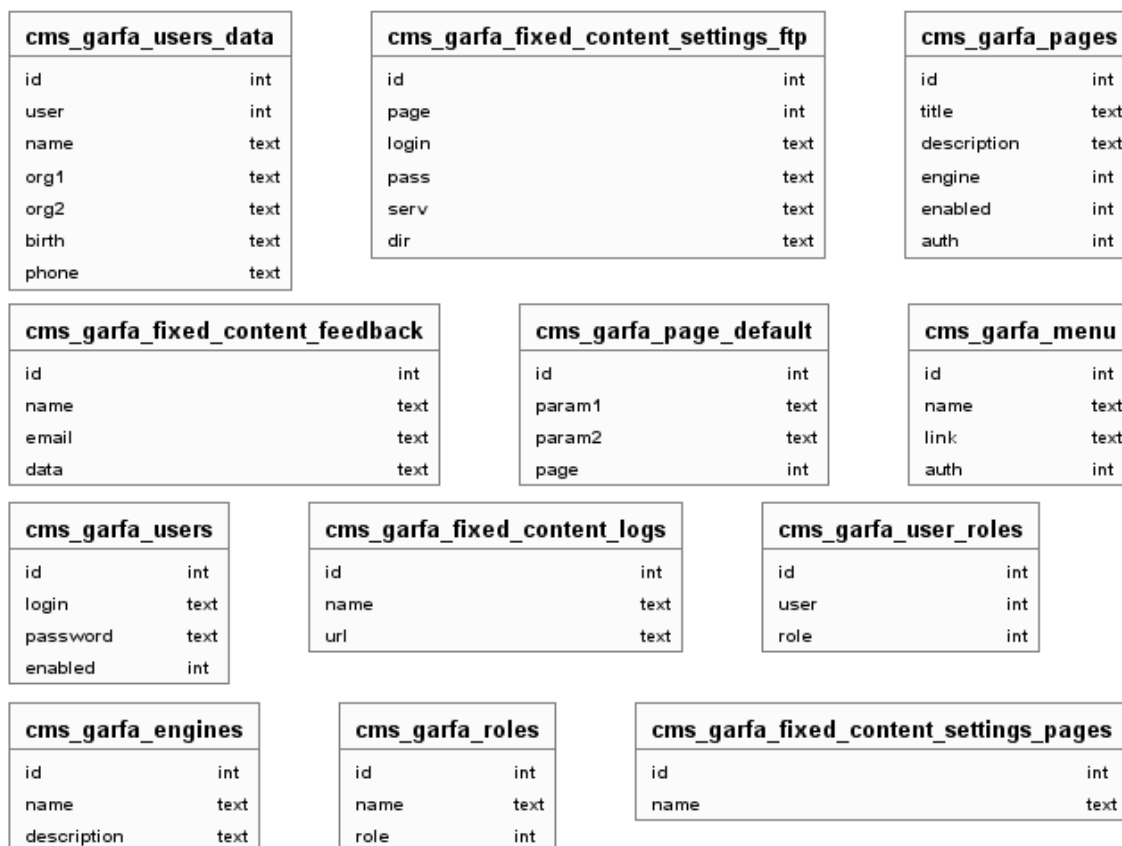 cms_garfa_users_data
id int
user int
name text
org1 text
org2 text
birth text
phone text
cms_garfa_fixed_content_settings_ftp
id int
page int
login text
pass text
serv text
dir text
cms_garfa_pages
id int
title text
description text
engine int
enabled int
auth int
cms_garfa_fixed_content_feedback
id int
name text
email text
data text
cms_garfa_page_default
id int
param1 text
param2 text
page int
cms_garfa_menu
id int
name text
link text
auth int
cms_garfa_users
id int
login text
password text
enabled int
cms_garfa_fixed_content_logs
id int
name text
url text
cms_garfa_user_roles
id int
user int
role int
cms_garfa_engines
id int
name text
description text
cms_garfa_roles
id int
name text
role int
cms_garfa_fixed_content_settings_pages
id int
name text